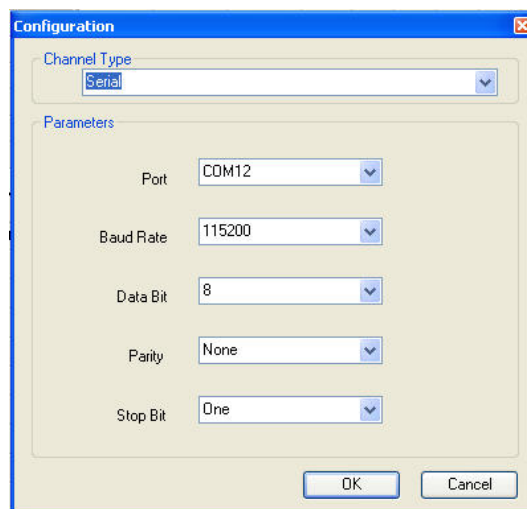 Configuration
Channel Type
Serial
Parameters
Port COM12
Baud Rate 115200
Data Bit 8
Parity None
Stop Bit One
OK Cancel